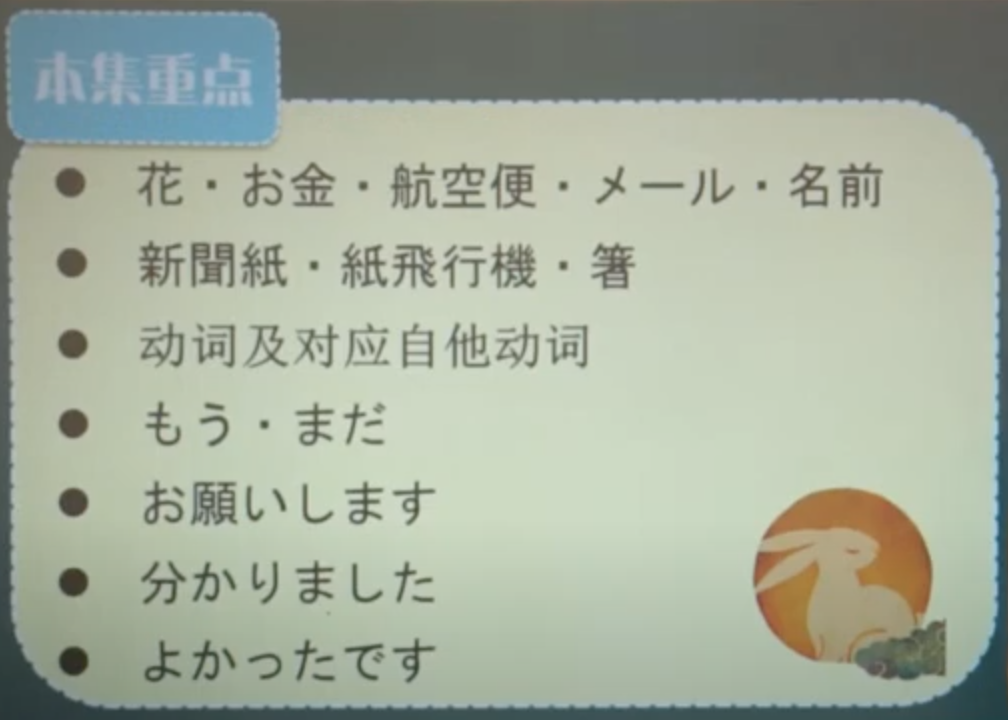 本集重点
● 花・お金・航空便・メール・名前
● 新聞紙・紙飛行機・箸
● 动词及对应自他动词
● もう・まだ
● お願いします
● 分かりました
● よかったです